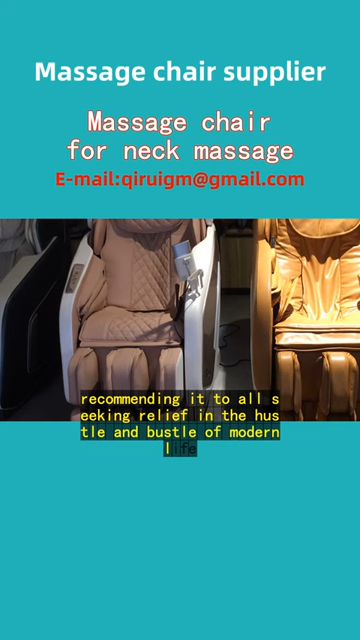 Massage chair supplier
Massage chair
for neck massage
E-mail:qiruigm@gmail.com
recommending it to all s
eeking relief in the hus
tle and bustle of modern
life